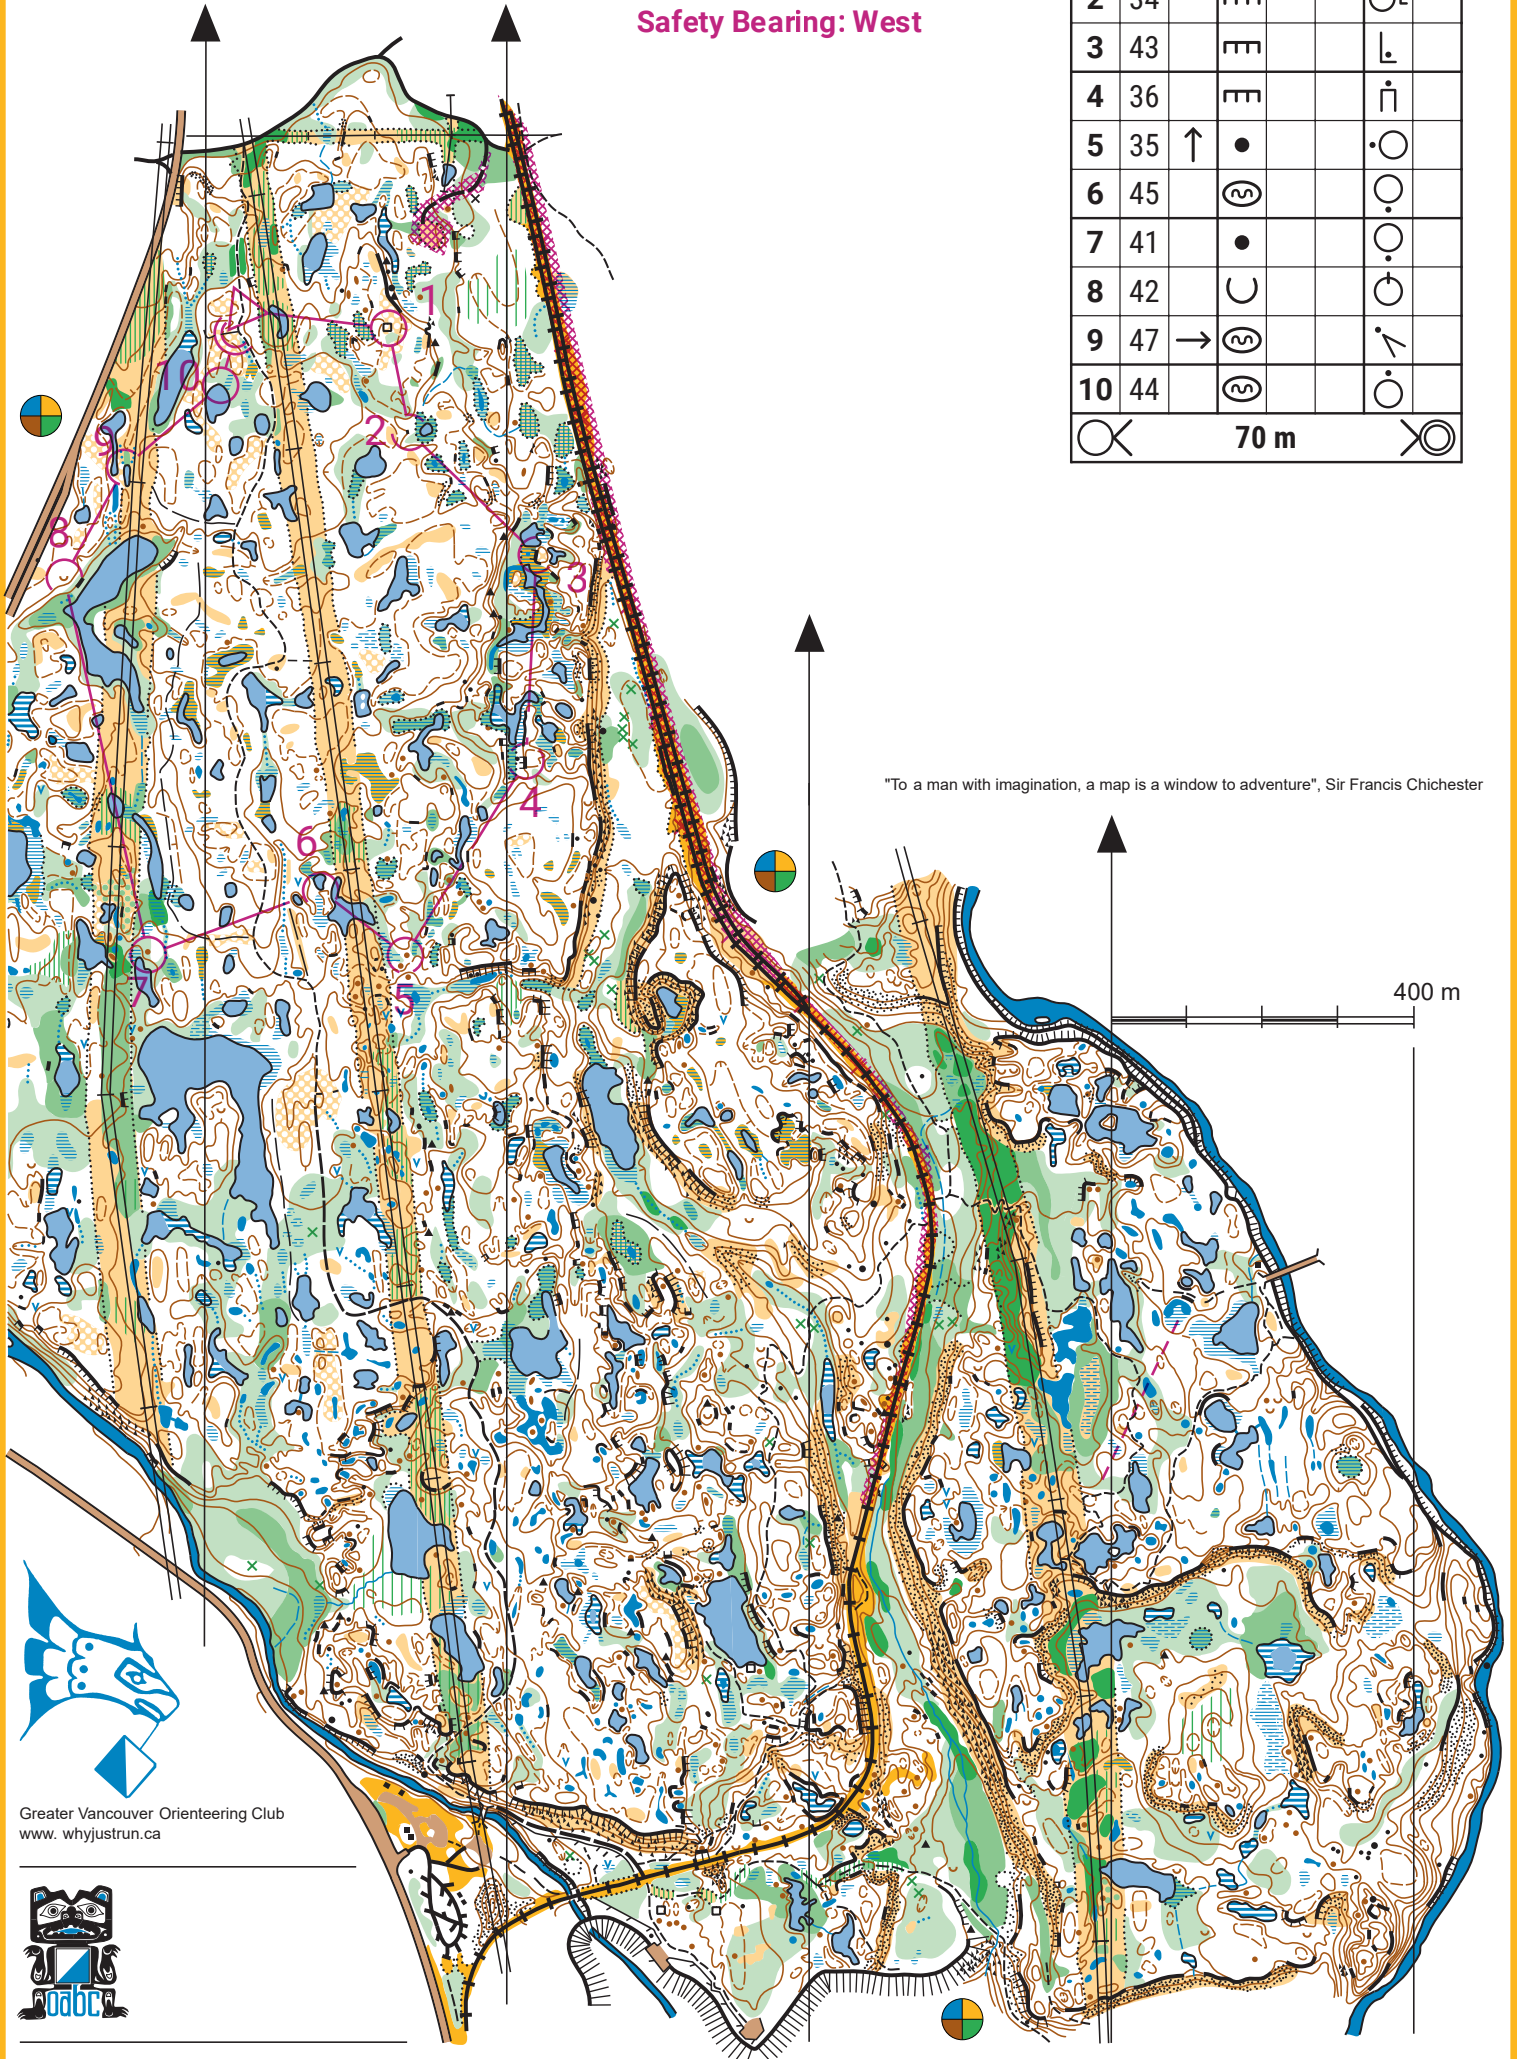 Safety Bearing: West
2 34
3 43
4 36
5 35
6 45
7 41
8 42
9 47
10 44
70 m
1
2
3
4
5
6
7
8
9
10
"To a man with imagination, a map is a window to adventure", Sir Francis Chichester
400 m
Greater Vancouver Orienteering Club
www. whyjustrun.ca
oabc